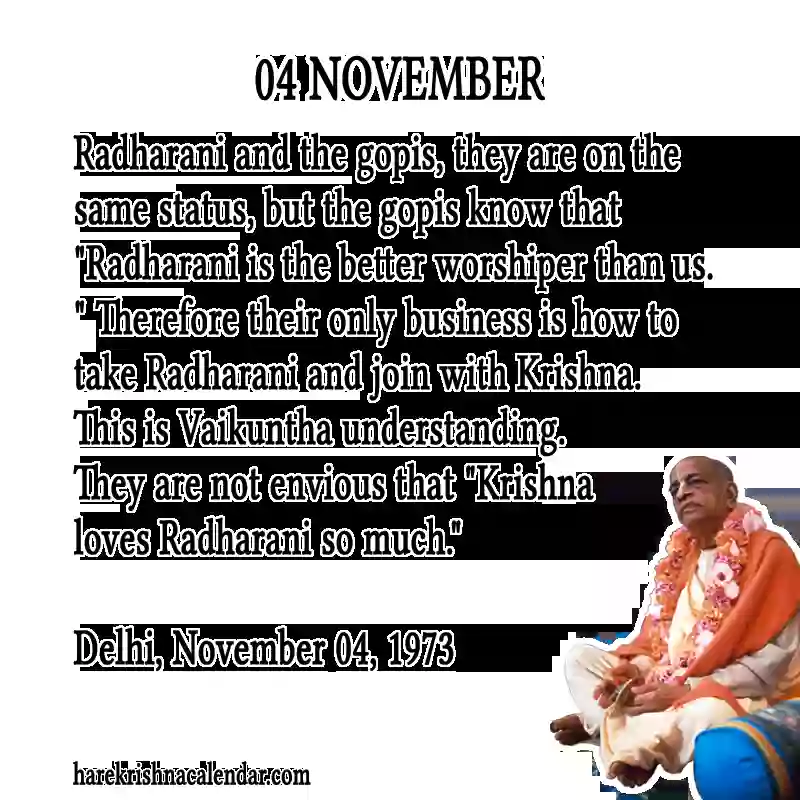 04 NOVEMBER
Radharani and the gopis, they are on the
same status, but the gopis know that
"Radharani is the better worshiper than us.
" Therefore their only business is how to
take Radharani and join with Krishna.
This is Vaikuntha understanding.
They are not envious that "Krishna
loves Radharani so much."
Delhi, November 04, 1973
harekrishnacalendar.com